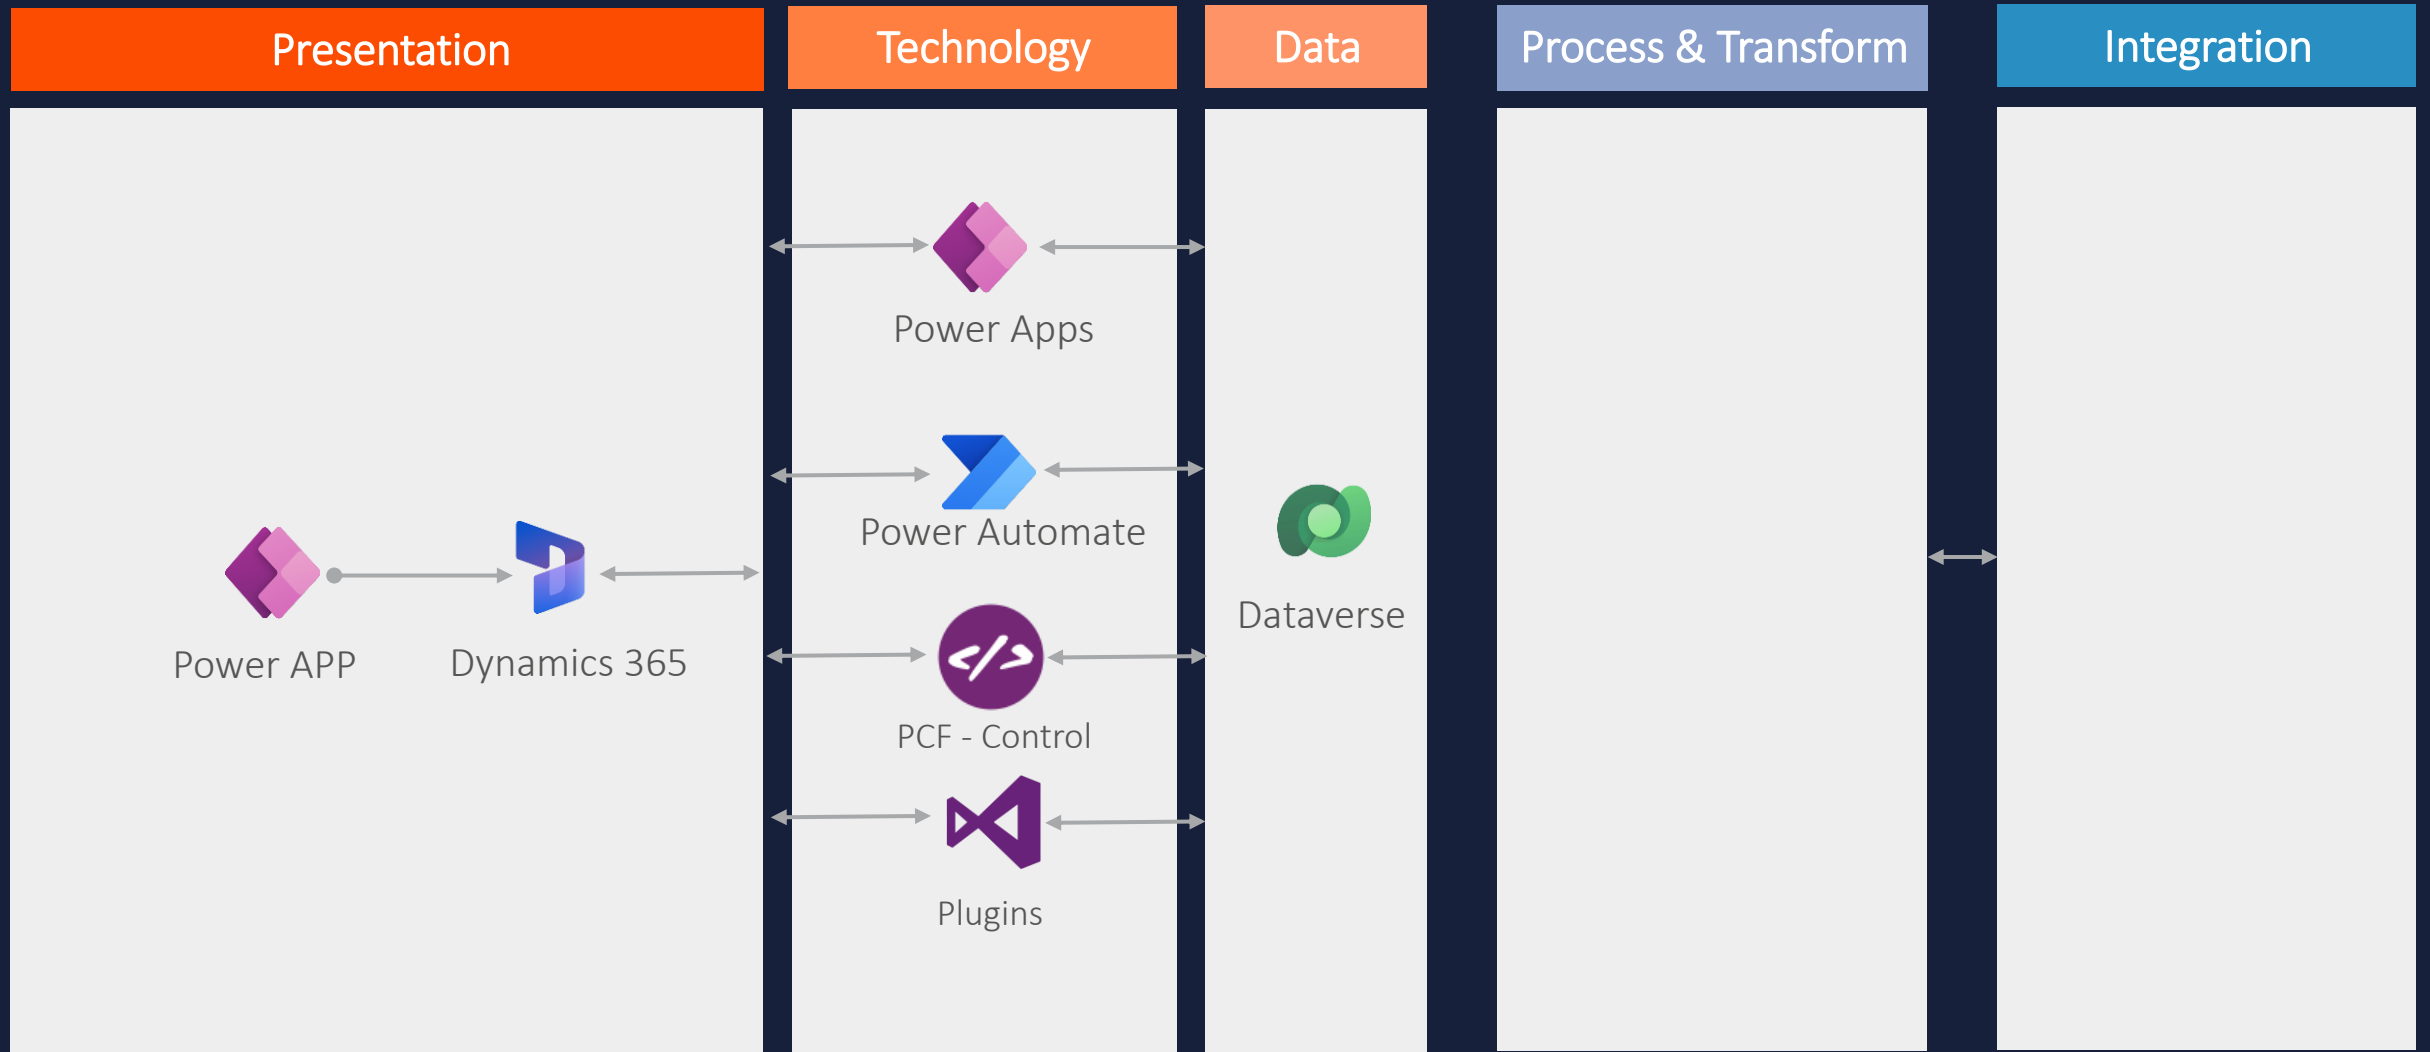 Presentation
Technology
Data
Process & Transform
Integration
Power Apps
Power Automate
Dataverse
Power APP
Dynamics 365
PCF - Control
Plugins